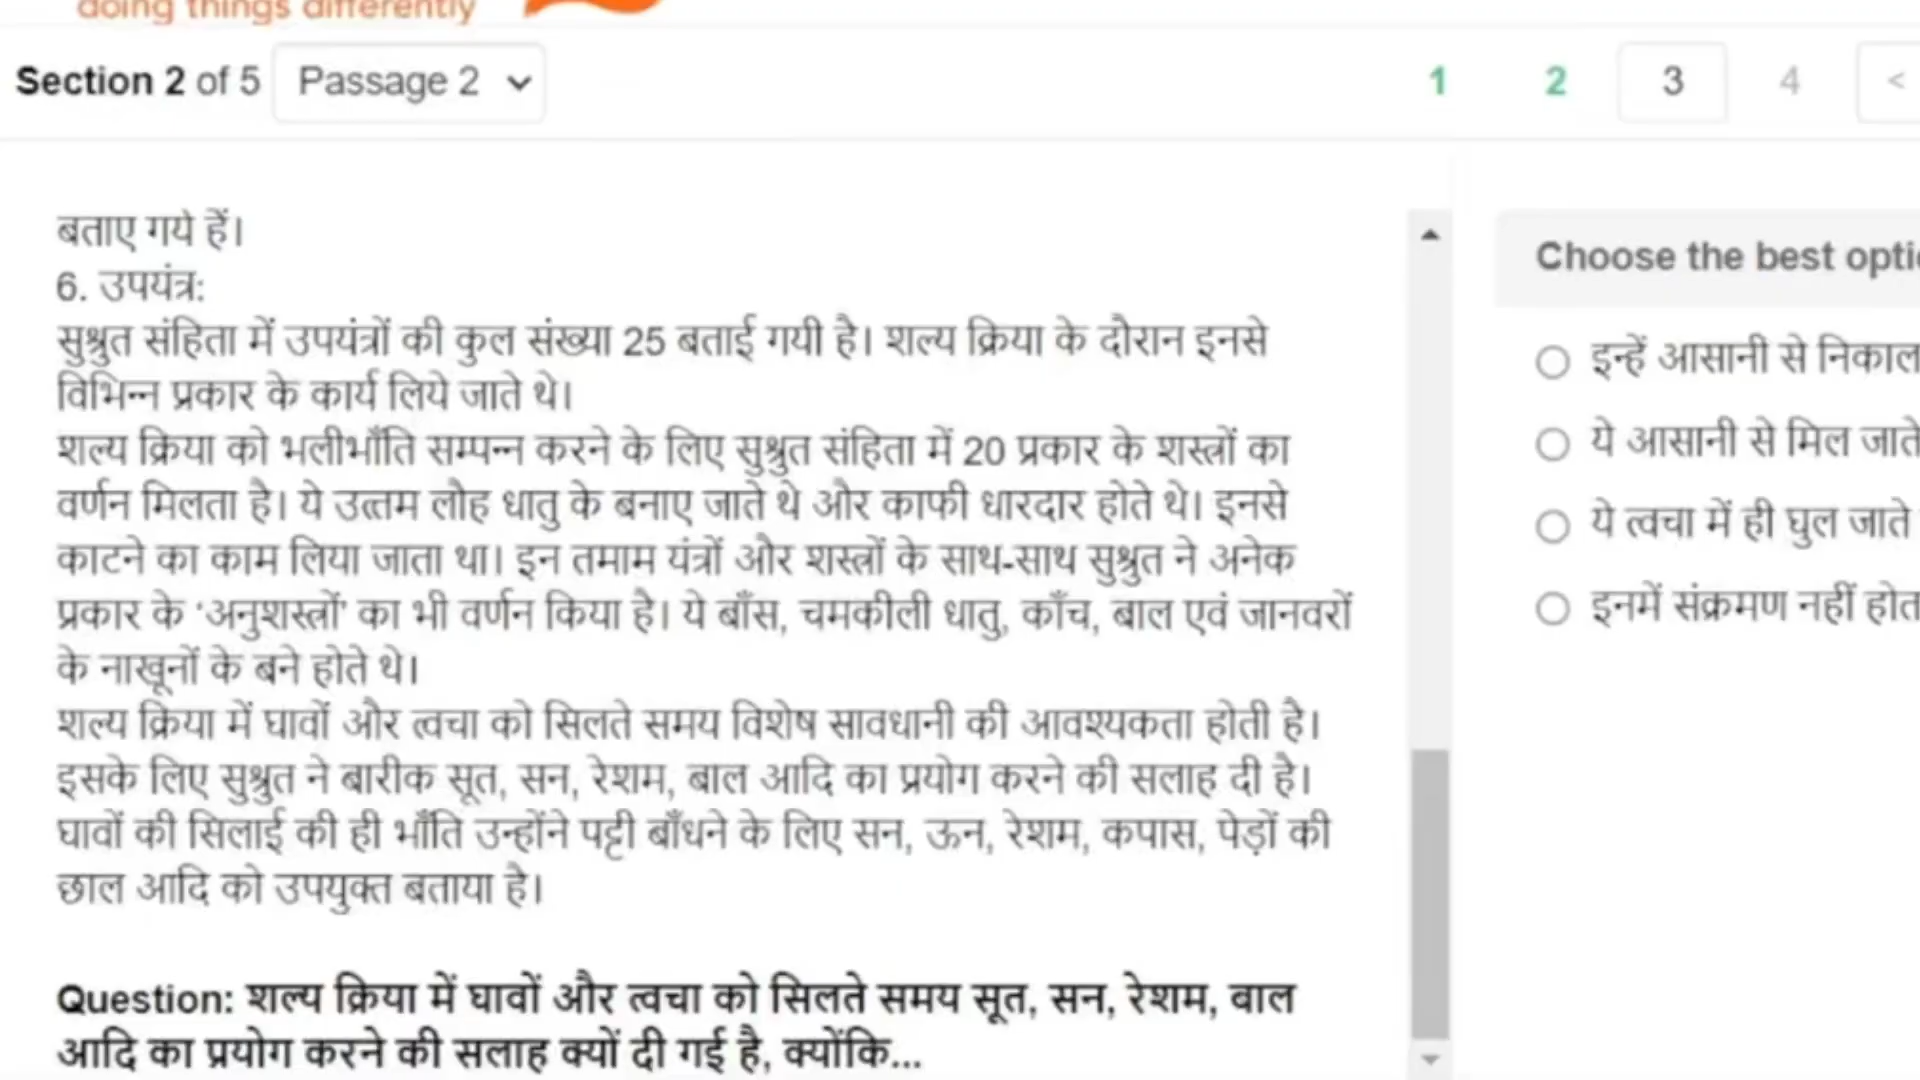 doing things differently
Section 2 of 5 Passage 2
1 2 3 4 <
बताए गये हैं।
6. उपयंत्र:
सुश्रुत संहिता में उपयंत्रों की कुल संख्या 25 बताई गयी है। शल्य क्रिया के दौरान इनसे
विभिन्न प्रकार के कार्य लिये जाते थे।
शल्य क्रिया को भलीभाँति सम्पन्न करने के लिए सुश्रुत संहिता में 20 प्रकार के शस्त्रों का
वर्णन मिलता है। ये उत्तम लौह धातु के बनाए जाते थे और काफी धारदार होते थे। इनसे
काटने का काम लिया जाता था। इन तमाम यंत्रों और शस्त्रों के साथ-साथ सुश्रुत ने अनेक
प्रकार के 'अनुशस्त्रों' का भी वर्णन किया है। ये बाँस, चमकीली धातु, काँच, बाल एवं जानवरों
के नाखूनों के बने होते थे।
शल्य क्रिया में घावों और त्वचा को सिलते समय विशेष सावधानी की आवश्यकता होती है।
इसके लिए सुश्रुत ने बारीक सूत, सन, रेशम, बाल आदि का प्रयोग करने की सलाह दी है।
घावों की सिलाई की ही भाँति उन्होंने पट्टी बाँधने के लिए सन, ऊन, रेशम, कपास, पेड़ों की
छाल आदि को उपयुक्त बताया है।
Question: शल्य क्रिया में घावों और त्वचा को सिलते समय सूत, सन, रेशम, बाल
आदि का प्रयोग करने की सलाह क्यों दी गई है, क्योंकि...
Choose the best opti
इन्हें आसानी से निकाल
ये आसानी से मिल जाते
ये त्वचा में ही घुल जाते
इनमें संक्रमण नहीं होत